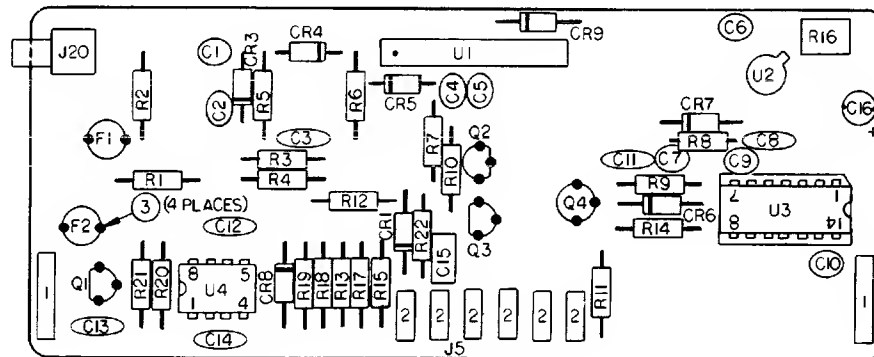 J20
C1
CR3
CR4
U1
CR9
C6
R16
R2
C2
R5
R6
CR5
C4
C5
U2
C16
+
F1
C3
R7
Q2
CR7
R8
C8
R3
R10
C11
C7
C9
R1
R4
R9
7
1
3 (4 PLACES)
R12
Q4
CR6
U3
F2
C12
CR1
R22
Q3
R14
8
14
C15
C10
Q1
R21
R20
8
5
U4
1
4
CR8
R19
R18
R13
R17
R15
R11
1
1
2
2
2
2
2
2
C13
C14
J5